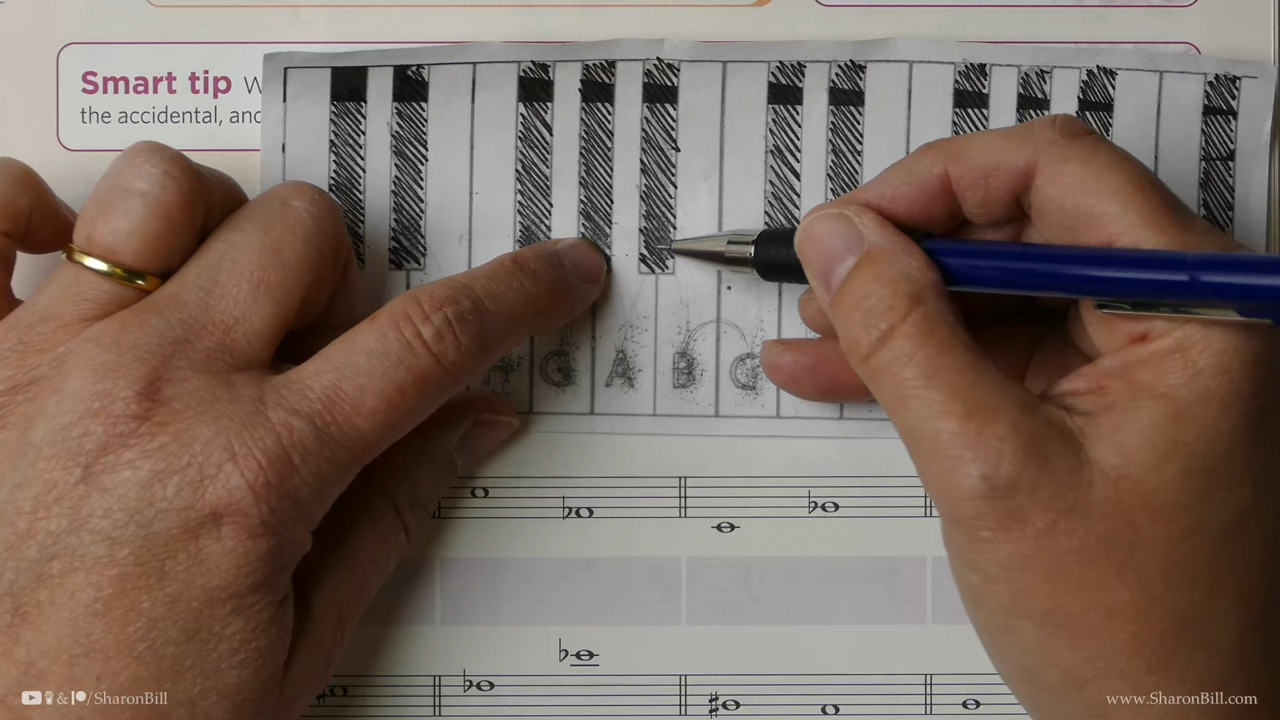 Smart tip W
the accidental, and
G A B C
/SharonBill
www.SharonBill.com